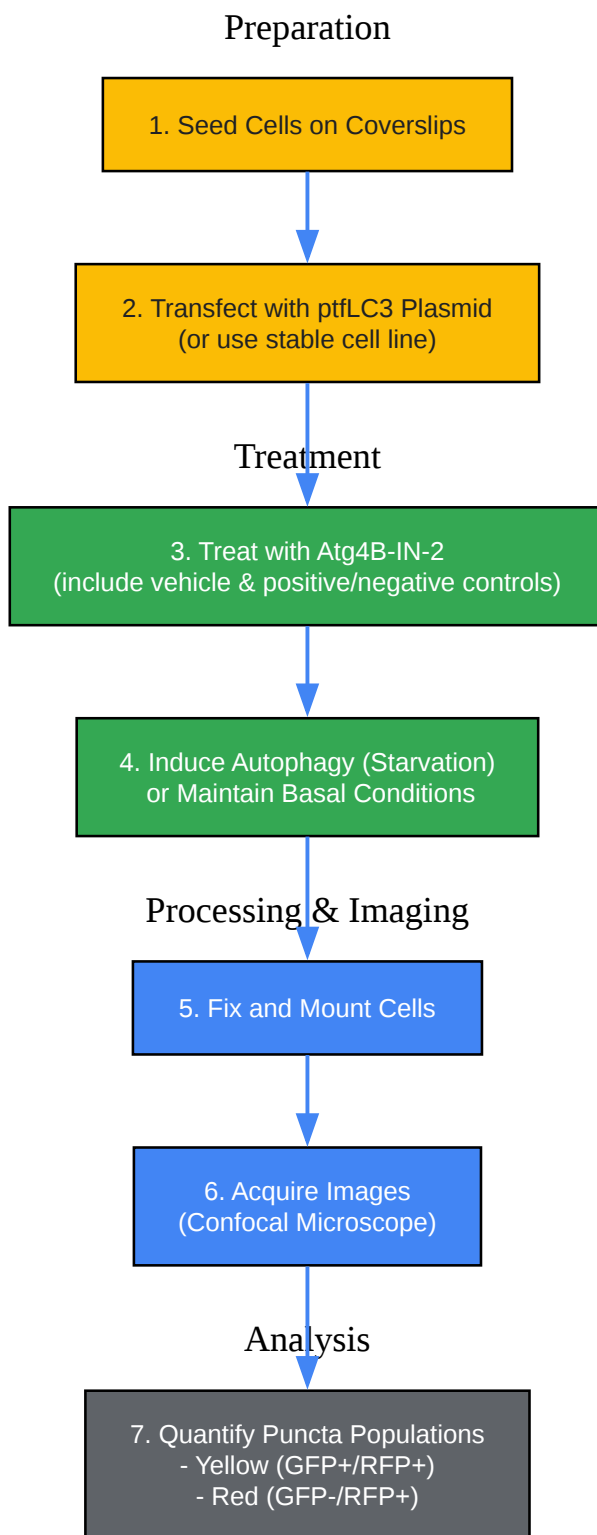 Preparation
1. Seed Cells on Coverslips
2. Transfect with ptfLC3 Plasmid
(or use stable cell line)
Treatment
3. Treat with Atg4B-IN-2
(include vehicle & positive/negative controls)
4. Induce Autophagy (Starvation)
or Maintain Basal Conditions
Processing & Imaging
5. Fix and Mount Cells
6. Acquire Images
(Confocal Microscope)
Analysis
7. Quantify Puncta Populations
- Yellow (GFP+/RFP+)
- Red (GFP-/RFP+)